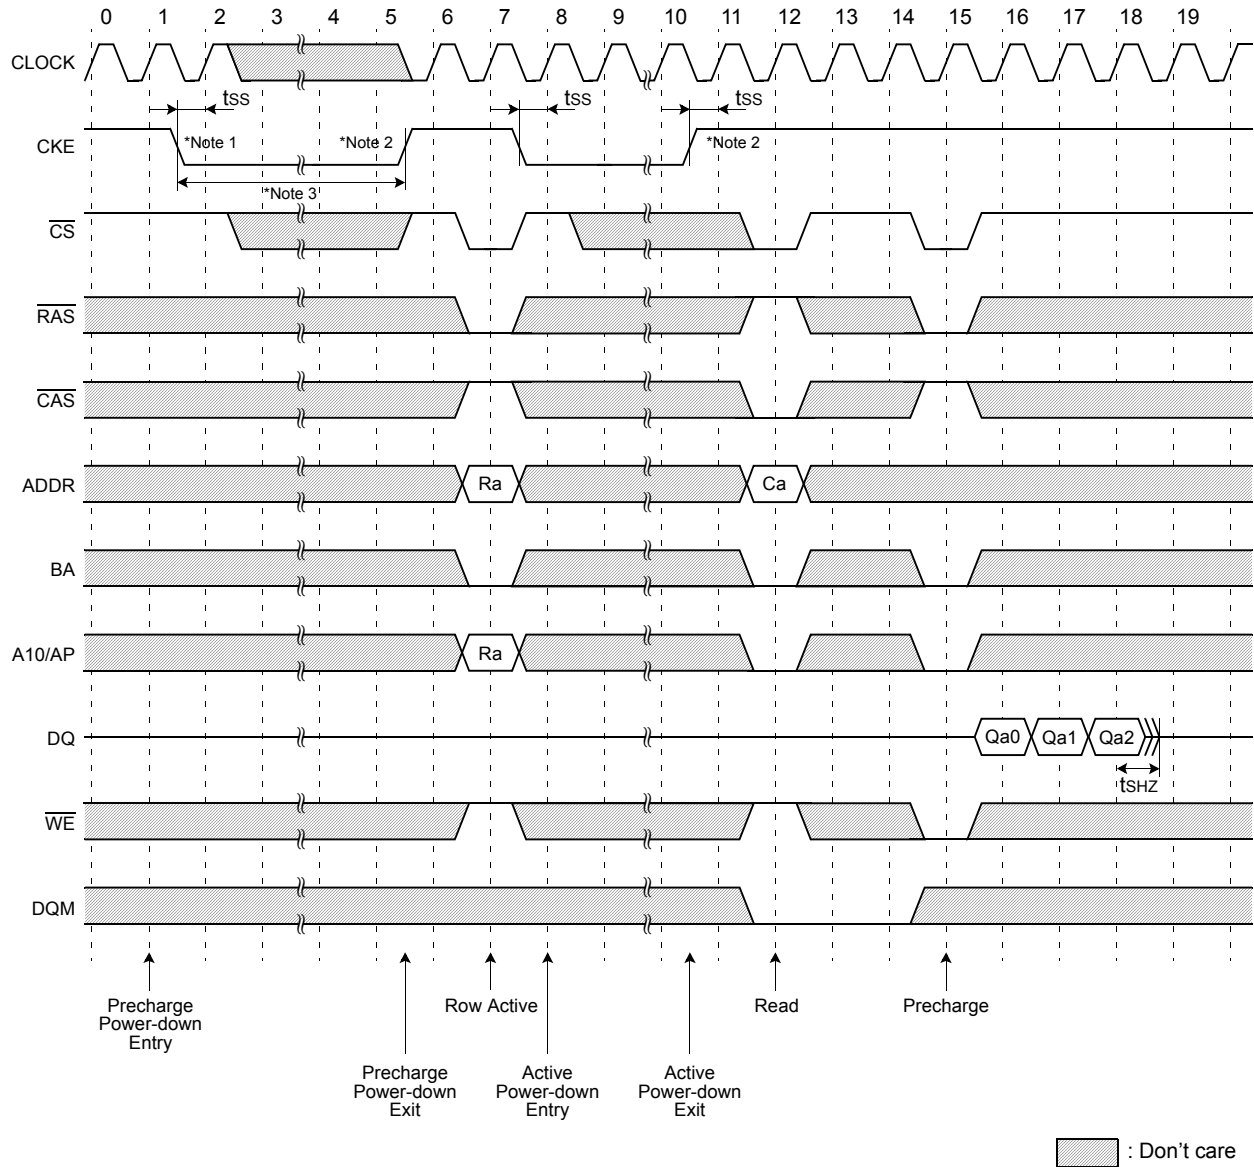 0 1 2 3 4 5 6 7 8 9 10 11 12 13 14 15 16 17 18 19
CLOCK
tSS tSS tSS
CKE *Note 1 *Note 2 *Note 2
*Note 3
CS
RAS
CAS
ADDR Ra Ca
BA
A10/AP Ra
DQ Qa0 Qa1 Qa2
tSHZ
WE
DQM
Precharge
Power-down
Entry
Row Active
Read
Precharge
Precharge
Power-down
Exit
Active
Power-down
Entry
Active
Power-down
Exit
: Don't care